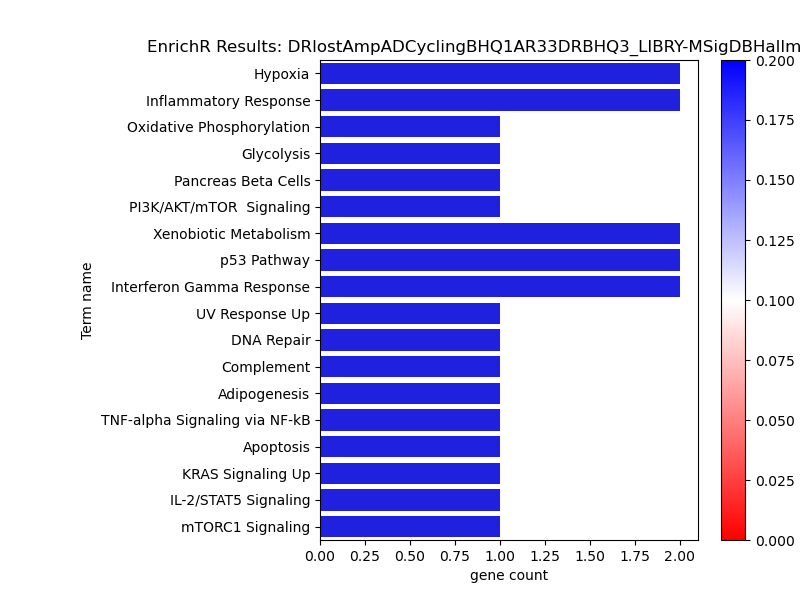 EnrichR Results: DRlostAmpADCyclingBHQ1AR33DRBHQ3_LIBRY-MSigDBHallm
Hypoxia
Inflammatory Response
Oxidative Phosphorylation
Glycolysis
Pancreas Beta Cells
PI3K/AKT/mTOR  Signaling
Xenobiotic Metabolism
p53 Pathway
Interferon Gamma Response
UV Response Up
DNA Repair
Complement
Adipogenesis
TNF-alpha Signaling via NF-kB
Apoptosis
KRAS Signaling Up
IL-2/STAT5 Signaling
mTORC1 Signaling
Term name
0.00 0.25 0.50 0.75 1.00 1.25 1.50 1.75 2.00
gene count
0.200
0.175
0.150
0.125
0.100
0.075
0.050
0.025
0.000